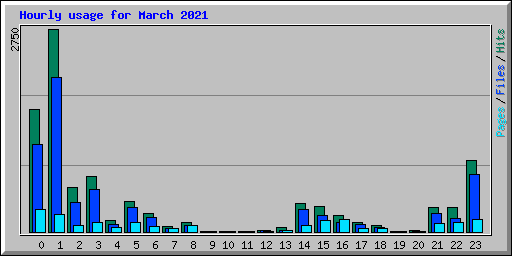 Hourly usage for March 2021
2750
Pages/Files/Hits
0 1 2 3 4 5 6 7 8 9 10 11 12 13 14 15 16 17 18 19 20 21 22 23